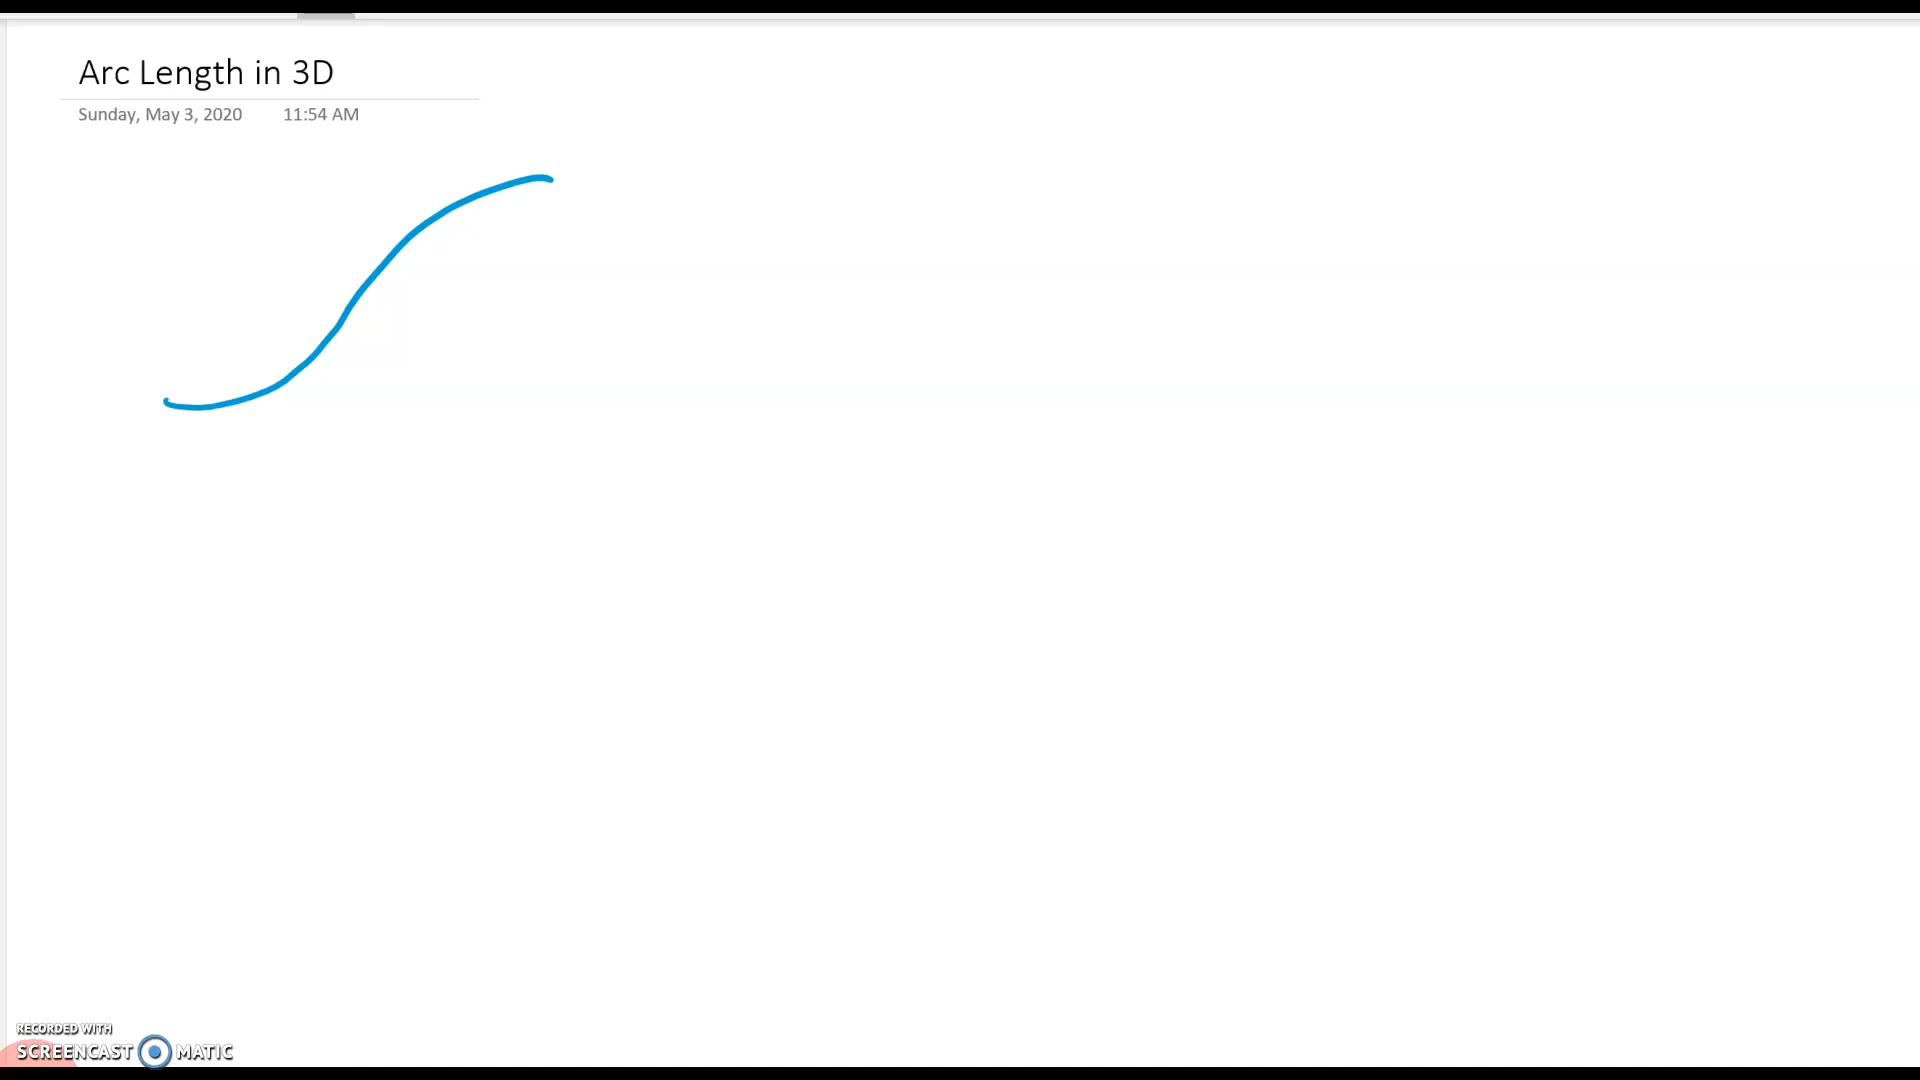 Arc Length in 3D
Sunday, May 3, 2020 11:54 AM
RECORDED WITH
SCREENCAST MATIC